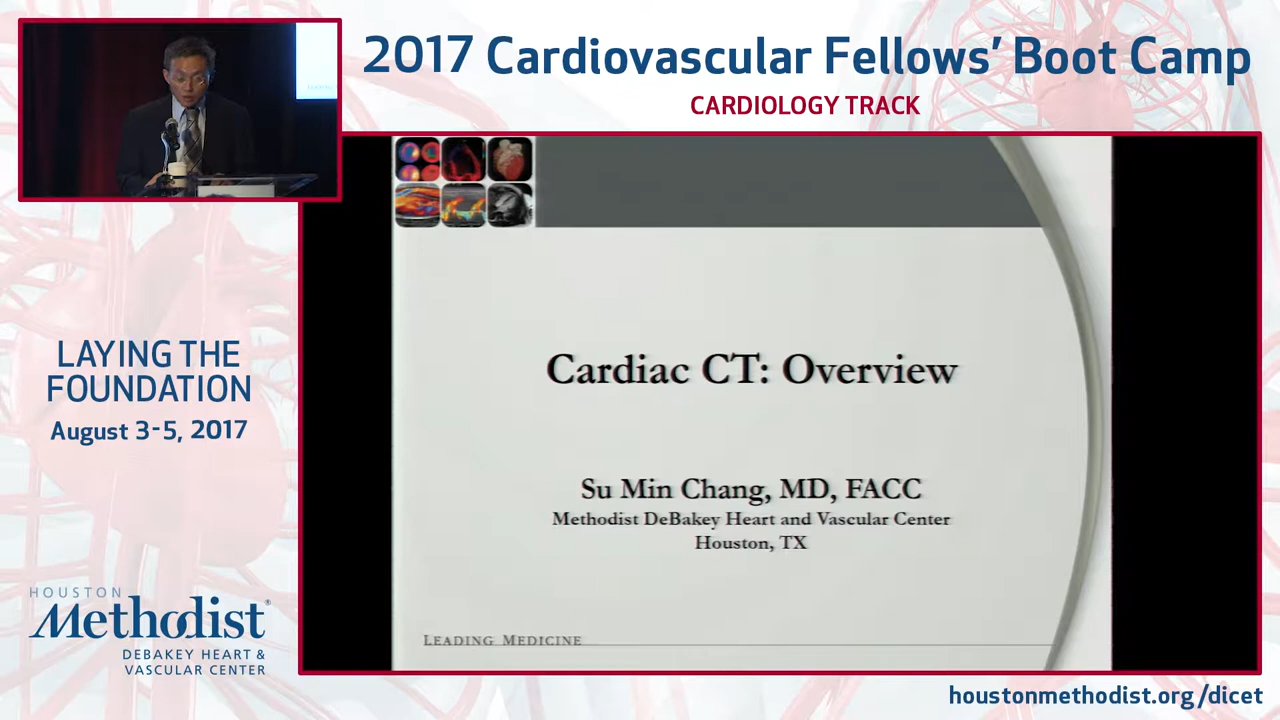 2017 Cardiovascular Fellows' Boot Camp
CARDIOLOGY TRACK
Cardiac CT: Overview
Su Min Chang, MD, FACC
Methodist DeBakey Heart and Vascular Center
Houston, TX
LEADING MEDICINE
LAYING THE
FOUNDATION
August 3-5, 2017
HOUSTON
Methodist®
DEBAKEY HEART &
VASCULAR CENTER
houstonmethodist.org/dicet